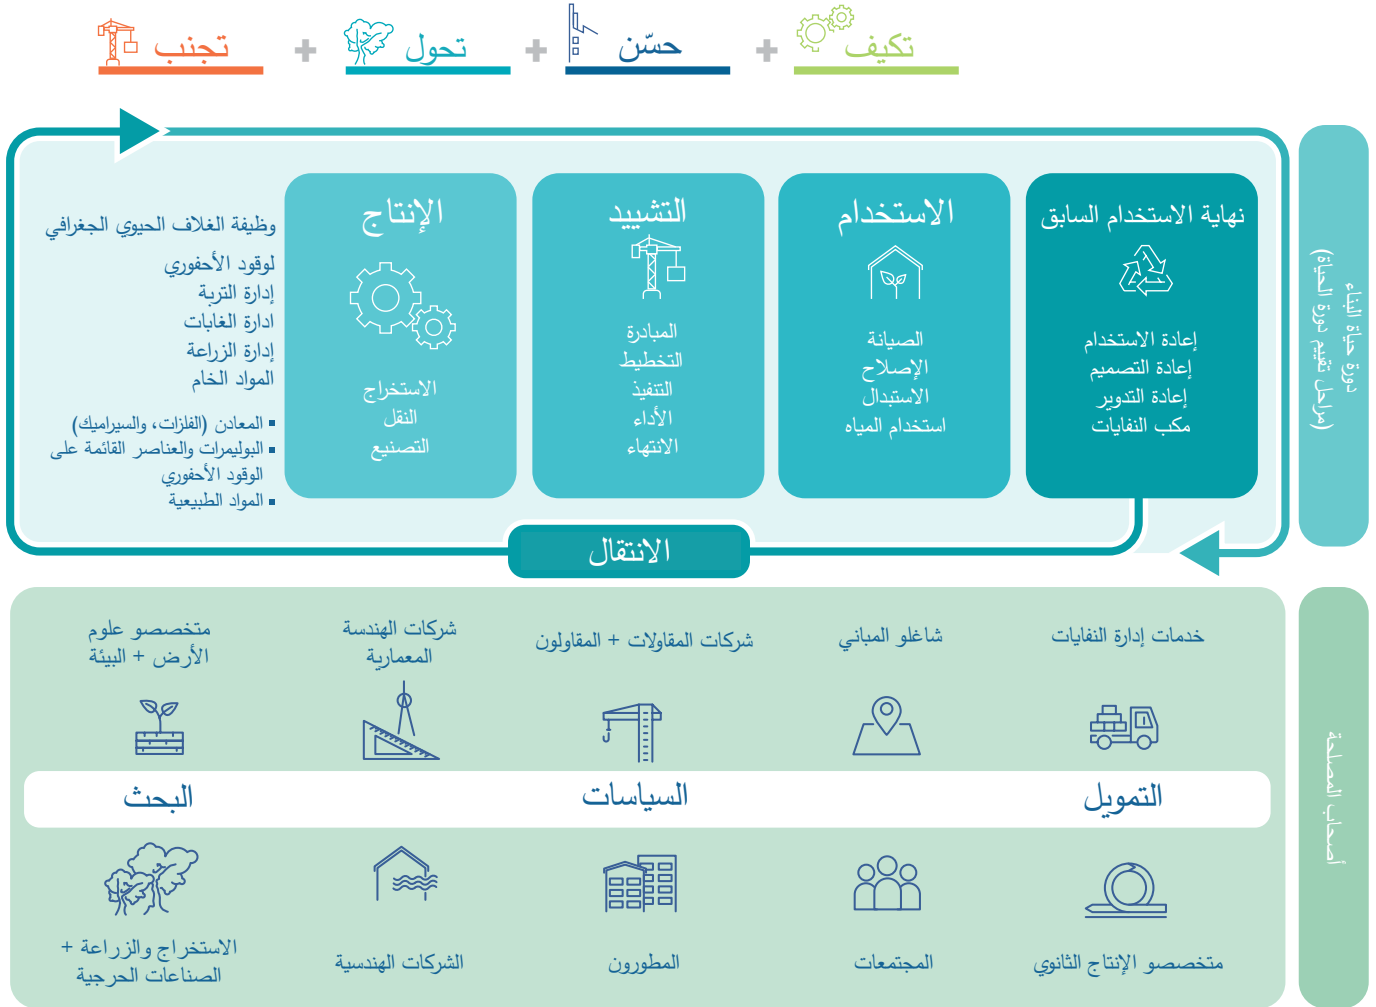 تكيف
+
حسّن
+
تحول
+
تجنب
دورة حياة البناء
(مراحل تقييم دورة الحياة)
نهاية الاستخدام السابق
إعادة الاستخدام
إعادة التصميم
إعادة التدوير
مكب النفايات
الاستخدام
الصيانة
الإصلاح
الاستبدال
استخدام المياه
التشييد
المبادرة
التخطيط
التنفيذ
الأداء
الانتهاء
الإنتاج
الاستخراج
النقل
التصنيع
وظيفة الغلاف الحيوي الجغرافي
لوقود الأحفوري
إدارة التربة
ادارة الغابات
إدارة الزراعة
المواد الخام
▪ المعادن (الفلزات، والسيراميك)
▪ البوليمرات والعناصر القائمة على
الوقود الأحفوري
▪ المواد الطبيعية
الانتقال
أصحاب المصلحة
خدمات إدارة النفايات
شاغلو المباني
شركات المقاولات + المقاولون
شركات الهندسة
المعمارية
متخصصو علوم
الأرض + البيئة
التمويل
السياسات
البحث
متخصصو الإنتاج الثانوي
المجتمعات
المطورون
الشركات الهندسية
الاستخراج والزراعة +
الصناعات الحرجية